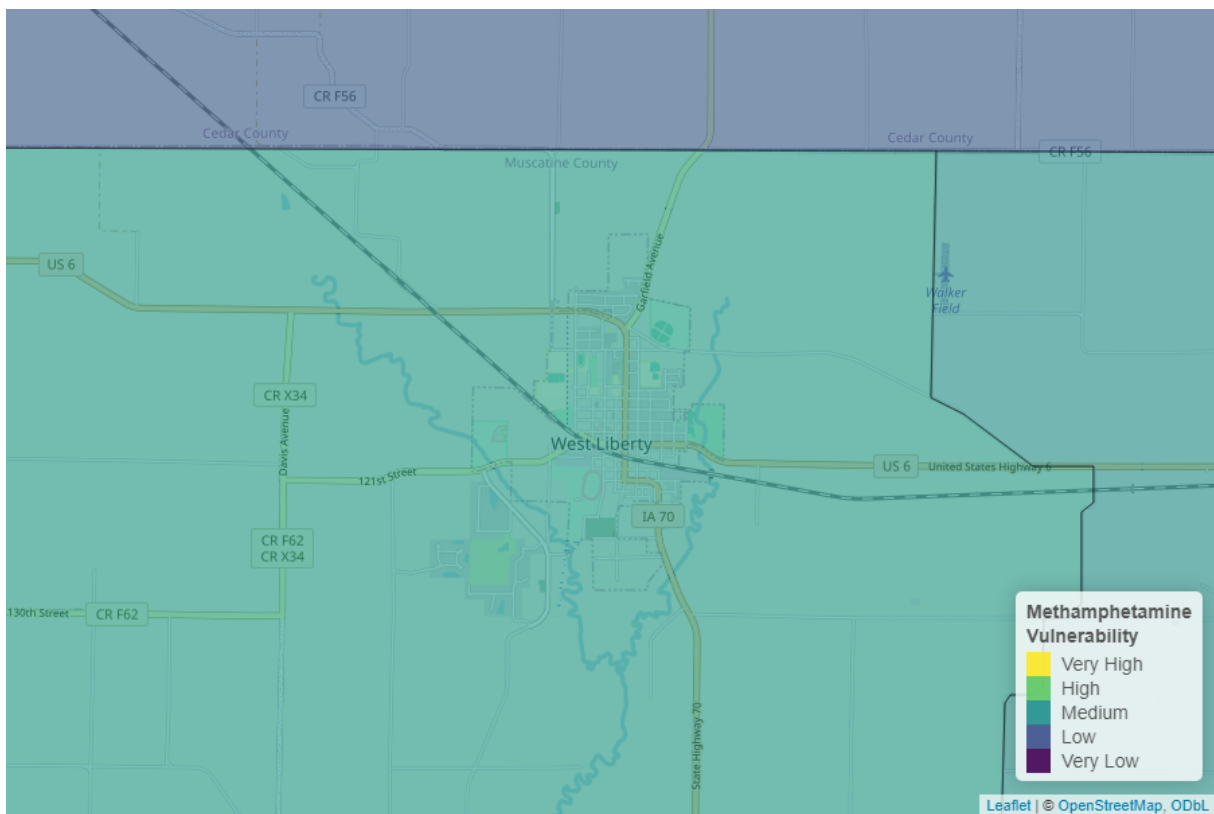 CR F56
Cedar County
Cedar County
CR F56
Muscatine County
US 6
Garfield Avenue
Walker
Field
CR X34
Davis Avenue
West Liberty
121st Street
US 6
United States Highway 6
IA 70
CR F62
CR X34
130th Street
CR F62
State Highway 70
Methamphetamine
Vulnerability
Very High
High
Medium
Low
Very Low
Leaflet | © OpenStreetMap, ODbL